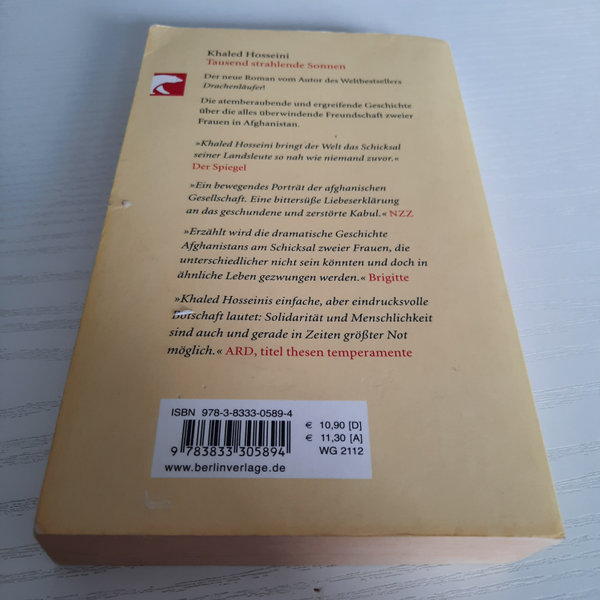 Khaled Hosseini
Tausend strahlende Sonnen
Der neue Roman vom Autor des Weltbestsellers
Drachenläufer!
Die atemberaubende und ergreifende Geschichte
über die alles überwindende Freundschaft zweier
Frauen in Afghanistan.
»Khaled Hosseini bringt der Welt das Schicksal
seiner Landsleute so nah wie niemand zuvor.«
Der Spiegel
»Ein bewegendes Porträt der afghanischen
Gesellschaft. Eine bittersüße Liebeserklärung
an das geschundene und zerstörte Kabul.« NZZ
»Erzählt wird die dramatische Geschichte
Afghanistans am Schicksal zweier Frauen, die
unterschiedlicher nicht sein könnten und doch in
ähnliche Leben gezwungen werden.« Brigitte
»Khaled Hosseinis einfache, aber eindrucksvolle
Botschaft lautet: Solidarität und Menschlichkeit
sind auch und gerade in Zeiten größter Not
möglich.« ARD, titel thesen temperamente
ISBN 978-3-8333-0589-4
€ 10,90 [D]
€ 11,30 [A]
WG 2112
9 783833 305894
www.berlinverlage.de